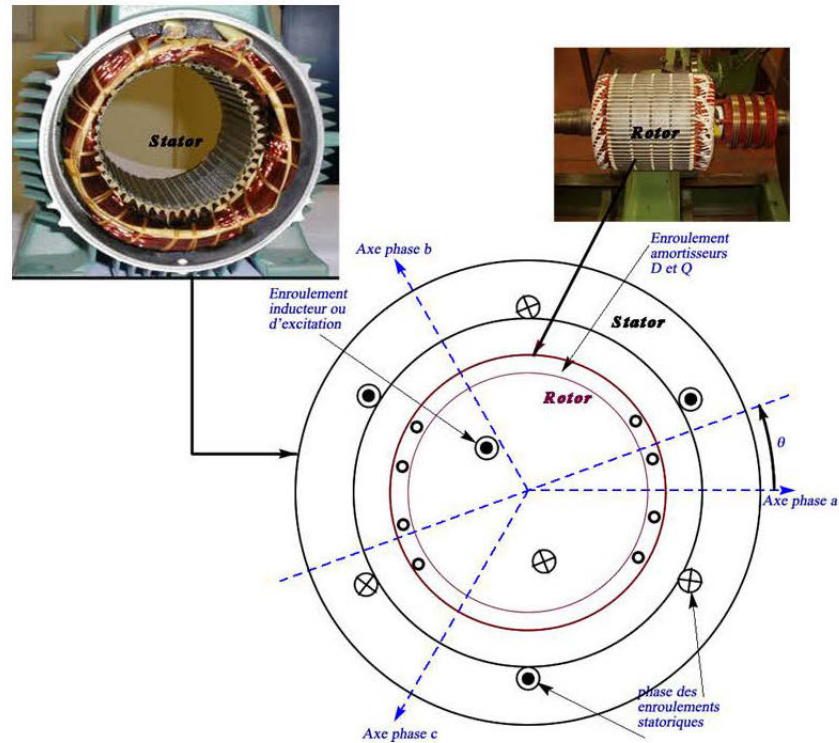 Stator
Rotor
Axe phase b
Enroulement
amortisseurs
D et Q
Enroulement
inducteur ou
d'excitation
Stator
Rotor
θ
Axe phase a
phase des
enroulements
statoriques
Axe phase c